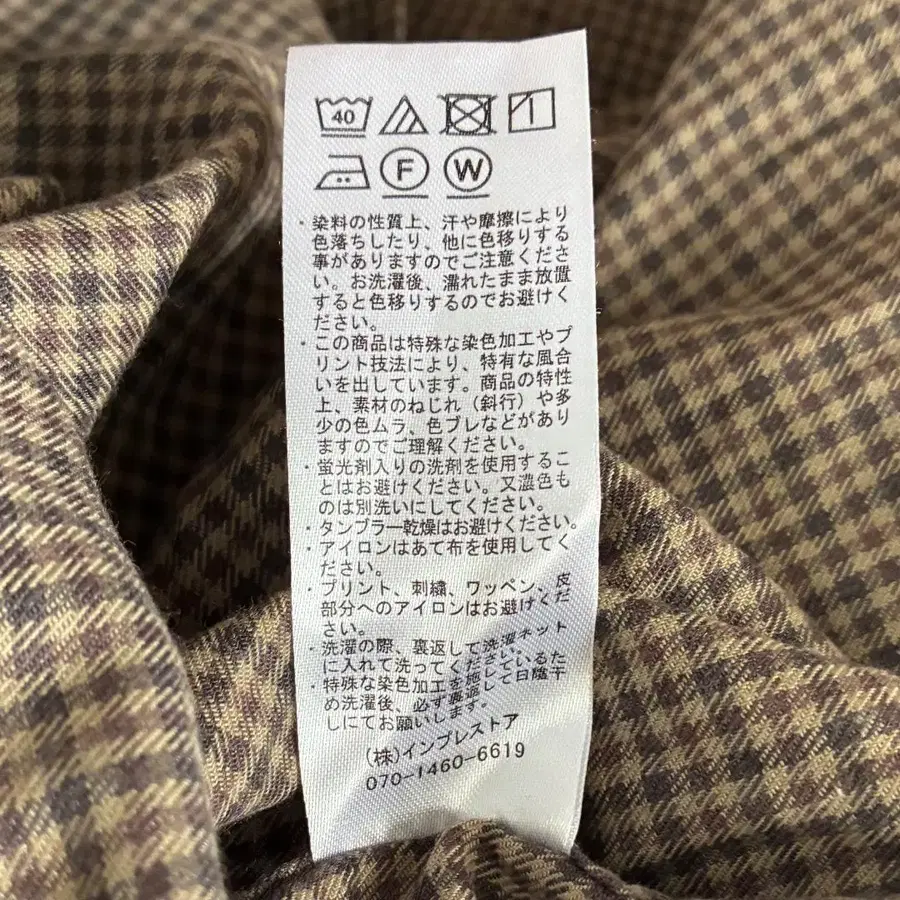 40
F W
・染料の性質上、汗や摩擦により
色落ちしたり、他に色移りする
事がありますのでご注意くださ
い。お洗濯後、濡れたまま放置
すると色移りするのでお避けく
ださい。
・この商品は特殊な染色加工やプ
リント技法により、特有な風合
いを出しています。商品の特性
上、素材のねじれ（斜行）や多
少の色ムラ、色ブレなどがあり
ますのでご理解ください。
・蛍光剤入りの洗剤を使用するこ
とはお避けください。又濃色も
のは別洗いにしてください。
・タンブラー乾燥はお避けください。
・アイロンはあて布を使用してく
ださい。
・プリント、刺繍、ワッペン、皮
部分へのアイロンはお避けくだ
さい。
・洗濯の際、裏返して洗濯ネット
に入れて洗ってください。
・特殊な染色加工を施しているた
め洗濯後、必ず裏返して日陰干
しにてお願いします。
(株)インプレストア
070-1460-6619